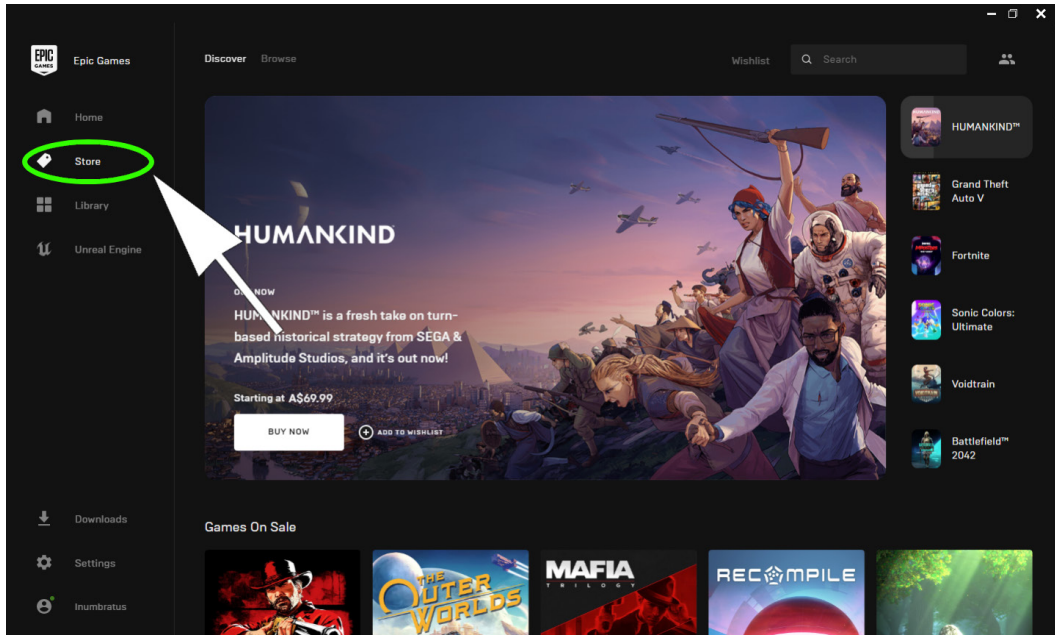 EPIC
GAMES
Epic Games
Home
Store
Library
Unreal Engine
Downloads
Settings
Inumbratus
Discover
Browse
Wishlist
Search
HUMANKIND
NOW
HUMANKIND™ is a fresh take on turn-
based historical strategy from SEGA &
Amplitude Studios, and it's out now!
Starting at A$69.99
BUY NOW
ADD TO WISHLIST
HUMANKIND™
Grand Theft
Auto V
Fortnite
Sonic Colors:
Ultimate
Voidtrain
Battlefield™
2042
Games On Sale
THE
OUTER
WORLDS
MAFIA
TRILOGY
RECOMPILE